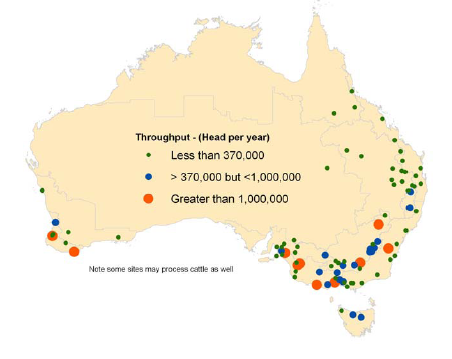 Throughput - (Head per year)
Less than 370,000
> 370,000 but <1,000,000
Greater than 1,000,000
Note some sites may process cattle as well